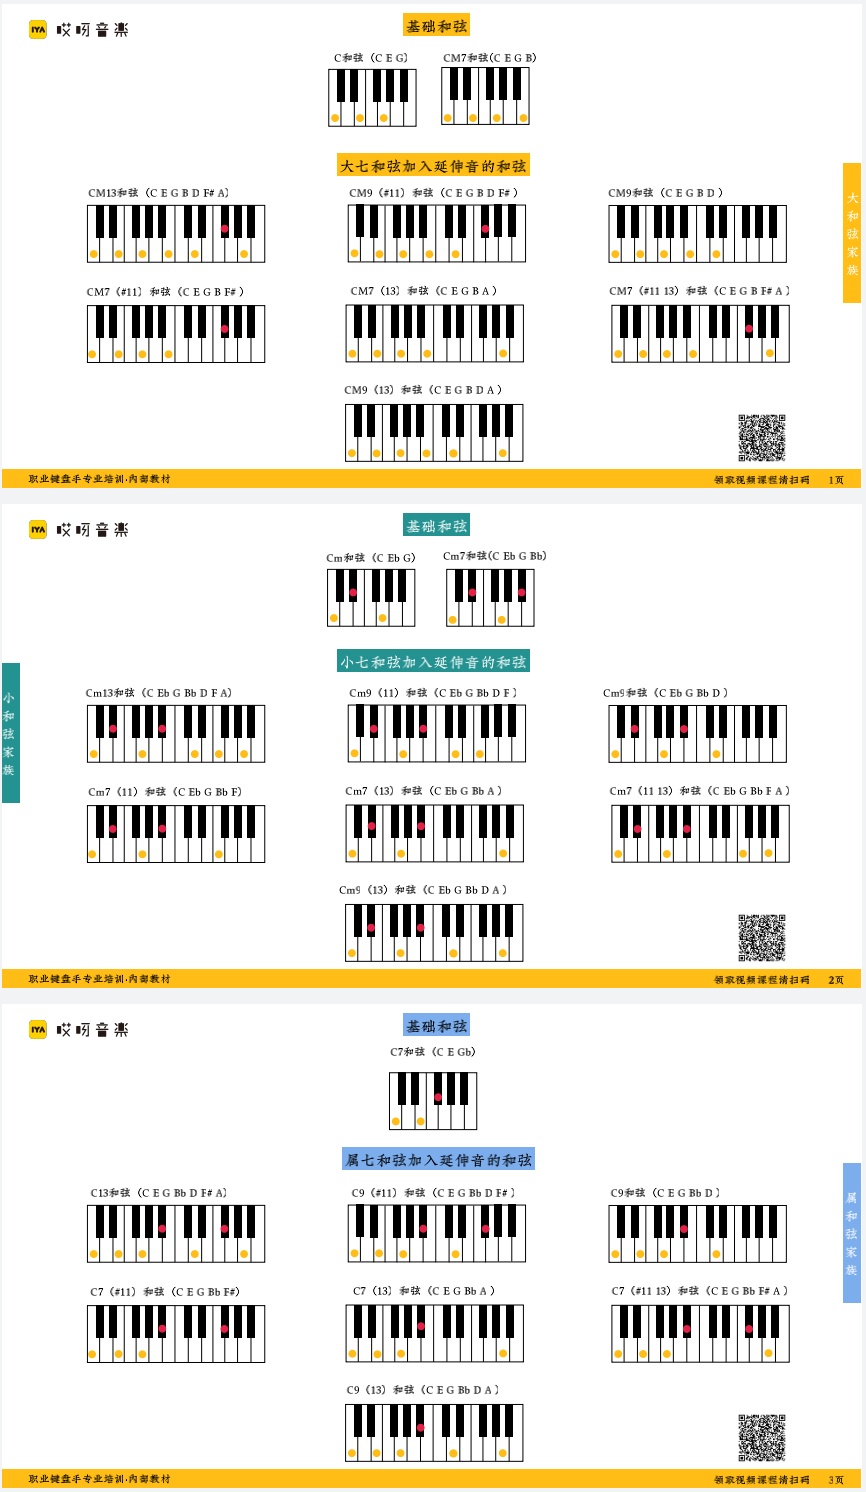 IYA 哎呀音楽
基础和弦
C和弦（C E G）
CM7和弦(C E G B)
大七和弦加入延伸音的和弦
CM13和弦（C E G B D F# A）
CM9（#11）和弦（C E G B D F# ）
CM9和弦（C E G B D ）
CM7（#11）和弦（C E G B F# ）
CM7（13）和弦（C E G B A ）
CM7（#11 13）和弦（C E G B F# A ）
CM9（13）和弦（C E G B D A ）
大和弦家族
职业键盘手专业培训·内部教材
领取视频课程请扫码 1页
IYA 哎呀音楽
基础和弦
Cm和弦（C Eb G）
Cm7和弦(C Eb G Bb)
小七和弦加入延伸音的和弦
小和弦家族
Cm13和弦（C Eb G Bb D F A）
Cm9（11）和弦（C Eb G Bb D F ）
Cm9和弦（C Eb G Bb D ）
Cm7（11）和弦（C Eb G Bb F）
Cm7（13）和弦（C Eb G Bb A ）
Cm7（11 13）和弦（C Eb G Bb F A ）
Cm9（13）和弦（C Eb G Bb D A ）
职业键盘手专业培训·内部教材
领取视频课程请扫码 2页
IYA 哎呀音楽
基础和弦
C7和弦（C E Gb）
属七和弦加入延伸音的和弦
C13和弦（C E G Bb D F# A）
C9（#11）和弦（C E G Bb D F# ）
C9和弦（C E G Bb D ）
C7（#11）和弦（C E G Bb F#）
C7（13）和弦（C E G Bb A ）
C7（#11 13）和弦（C E G Bb F# A ）
C9（13）和弦（C E G Bb D A ）
属和弦家族
职业键盘手专业培训·内部教材
领取视频课程请扫码 3页